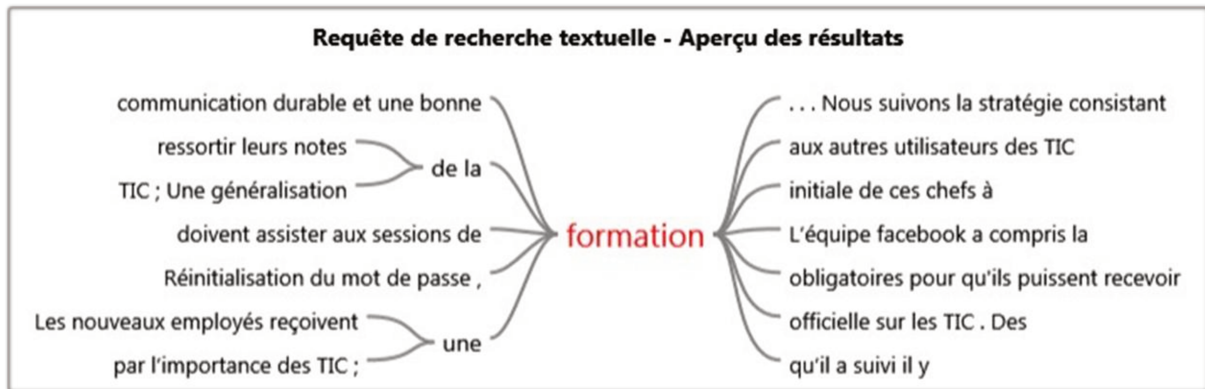 Requête de recherche textuelle - Aperçu des résultats
communication durable et une bonne
ressortir leurs notes
TIC ; Une généralisation
de la
doivent assister aux sessions de
Réinitialisation du mot de passe ,
Les nouveaux employés reçoivent
par l'importance des TIC ;
une
formation
. . . Nous suivons la stratégie consistant
aux autres utilisateurs des TIC
initiale de ces chefs à
L'équipe facebook a compris la
obligatoires pour qu'ils puissent recevoir
officielle sur les TIC . Des
qu'il a suivi il y